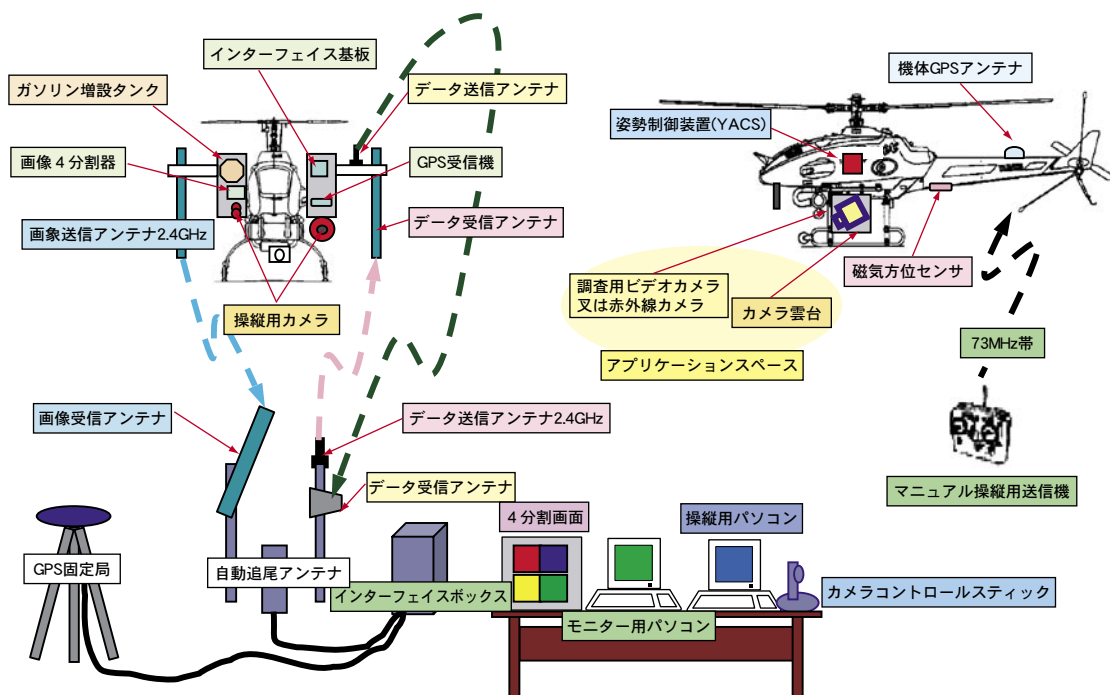 インターフェイス基板
ガソリン増設タンク
データ送信アンテナ
画像４分割器
GPS受信機
画象送信アンテナ2.4GHz
データ受信アンテナ
操縦用カメラ
機体GPSアンテナ
姿勢制御装置(YACS)
磁気方位センサ
調査用ビデオカメラ
又は赤外線カメラ
カメラ雲台
アプリケーションスペース
73MHz帯
マニュアル操縦用送信機
画像受信アンテナ
データ送信アンテナ2.4GHz
データ受信アンテナ
４分割画面
操縦用パソコン
GPS固定局
自動追尾アンテナ
インターフェイスボックス
モニター用パソコン
カメラコントロールスティック